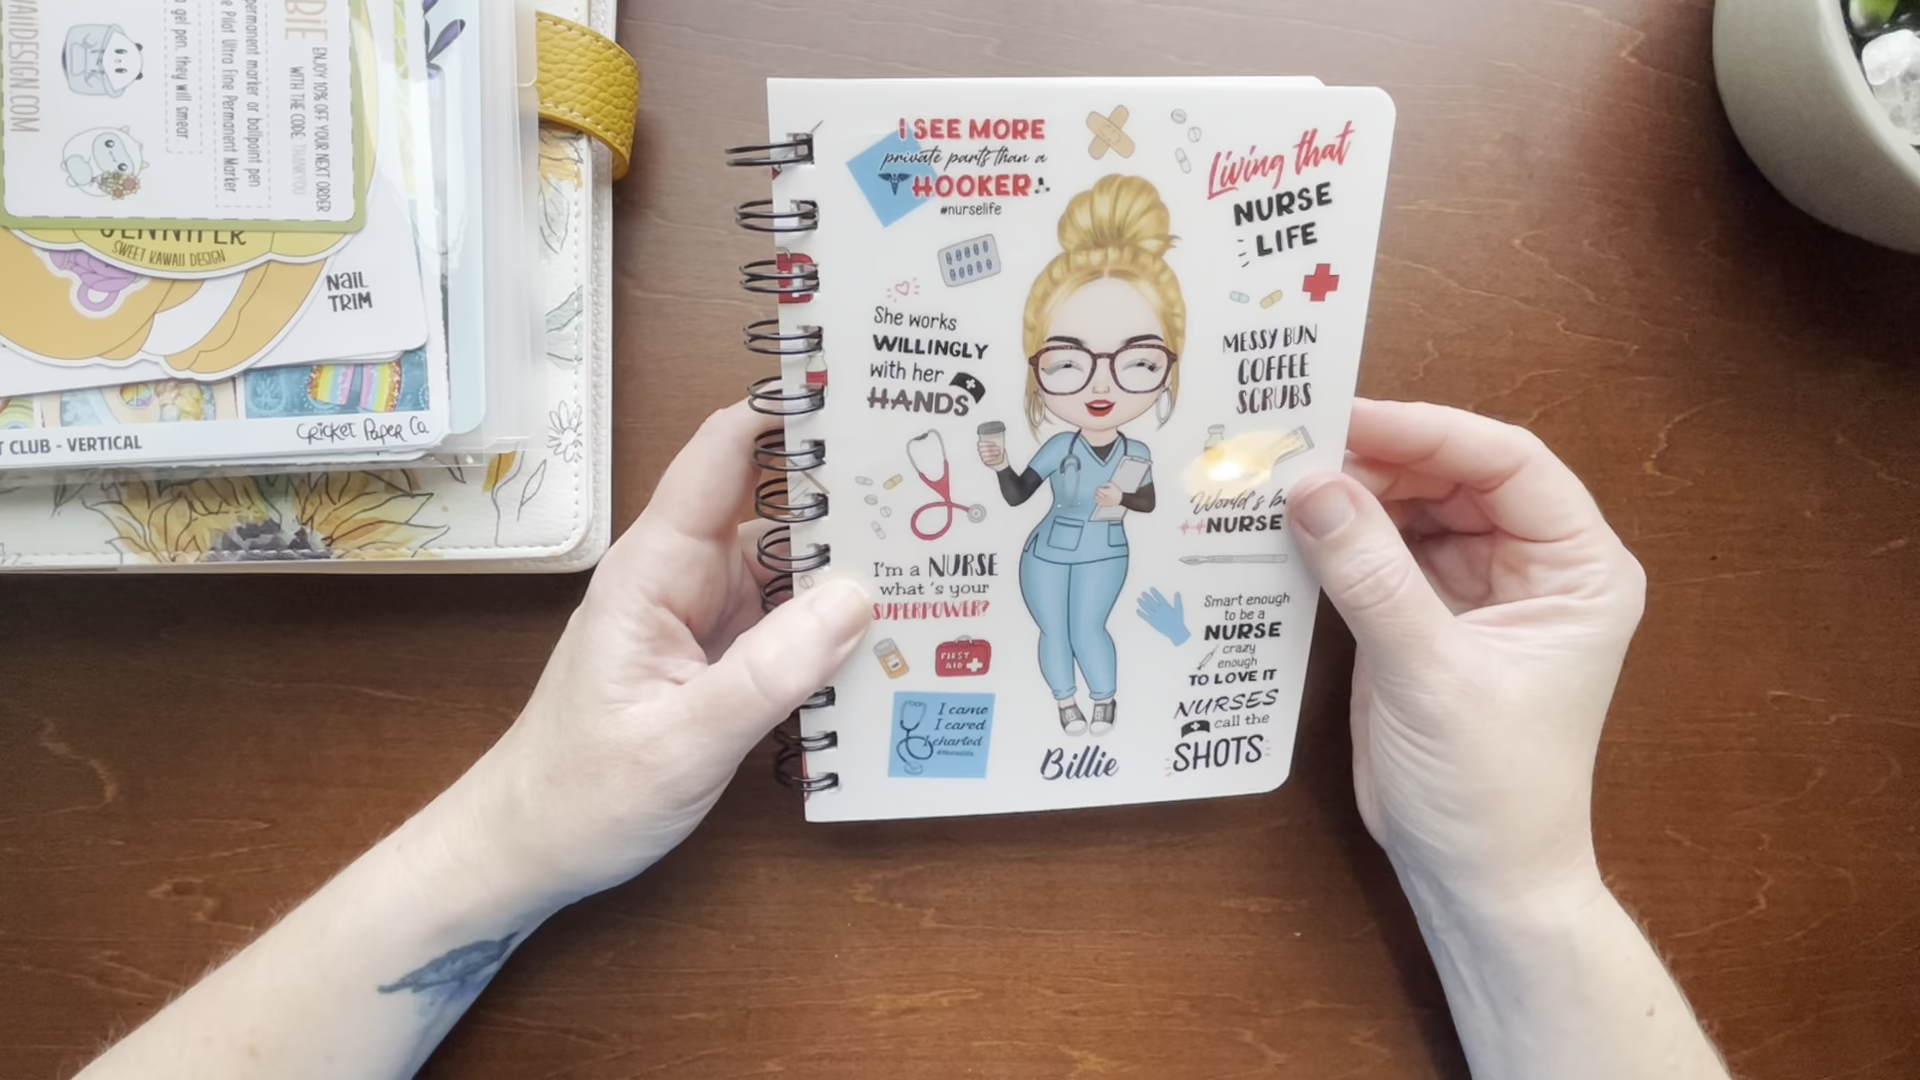 I SEE MORE
private parts than a
HOOKER
#nurselife
She works
WILLINGLY
with her
HANDS
I'm a NURSE
what's your
SUPERPOWER?
FIRST
AID
I came
I cared
I charted
#Nurselife
Billie
Living that
NURSE
LIFE
MESSY BUN
COFFEE
SCRUBS
World's b
NURSE
Smart enough
to be a
NURSE
crazy
enough
TO LOVE IT
NURSES
call the
SHOTS
ENJOY 10% OFF YOUR NEXT ORDER
WITH THE CODE: THANKYOU
permanent marker or ballpoint pen
Pilot Ultra Fine Permanent Marker
gel pen. they will smear
JENNIFER
SWEET KAWAII DESIGN
NAIL
TRIM
CLUB - VERTICAL
Cricket Paper Co.